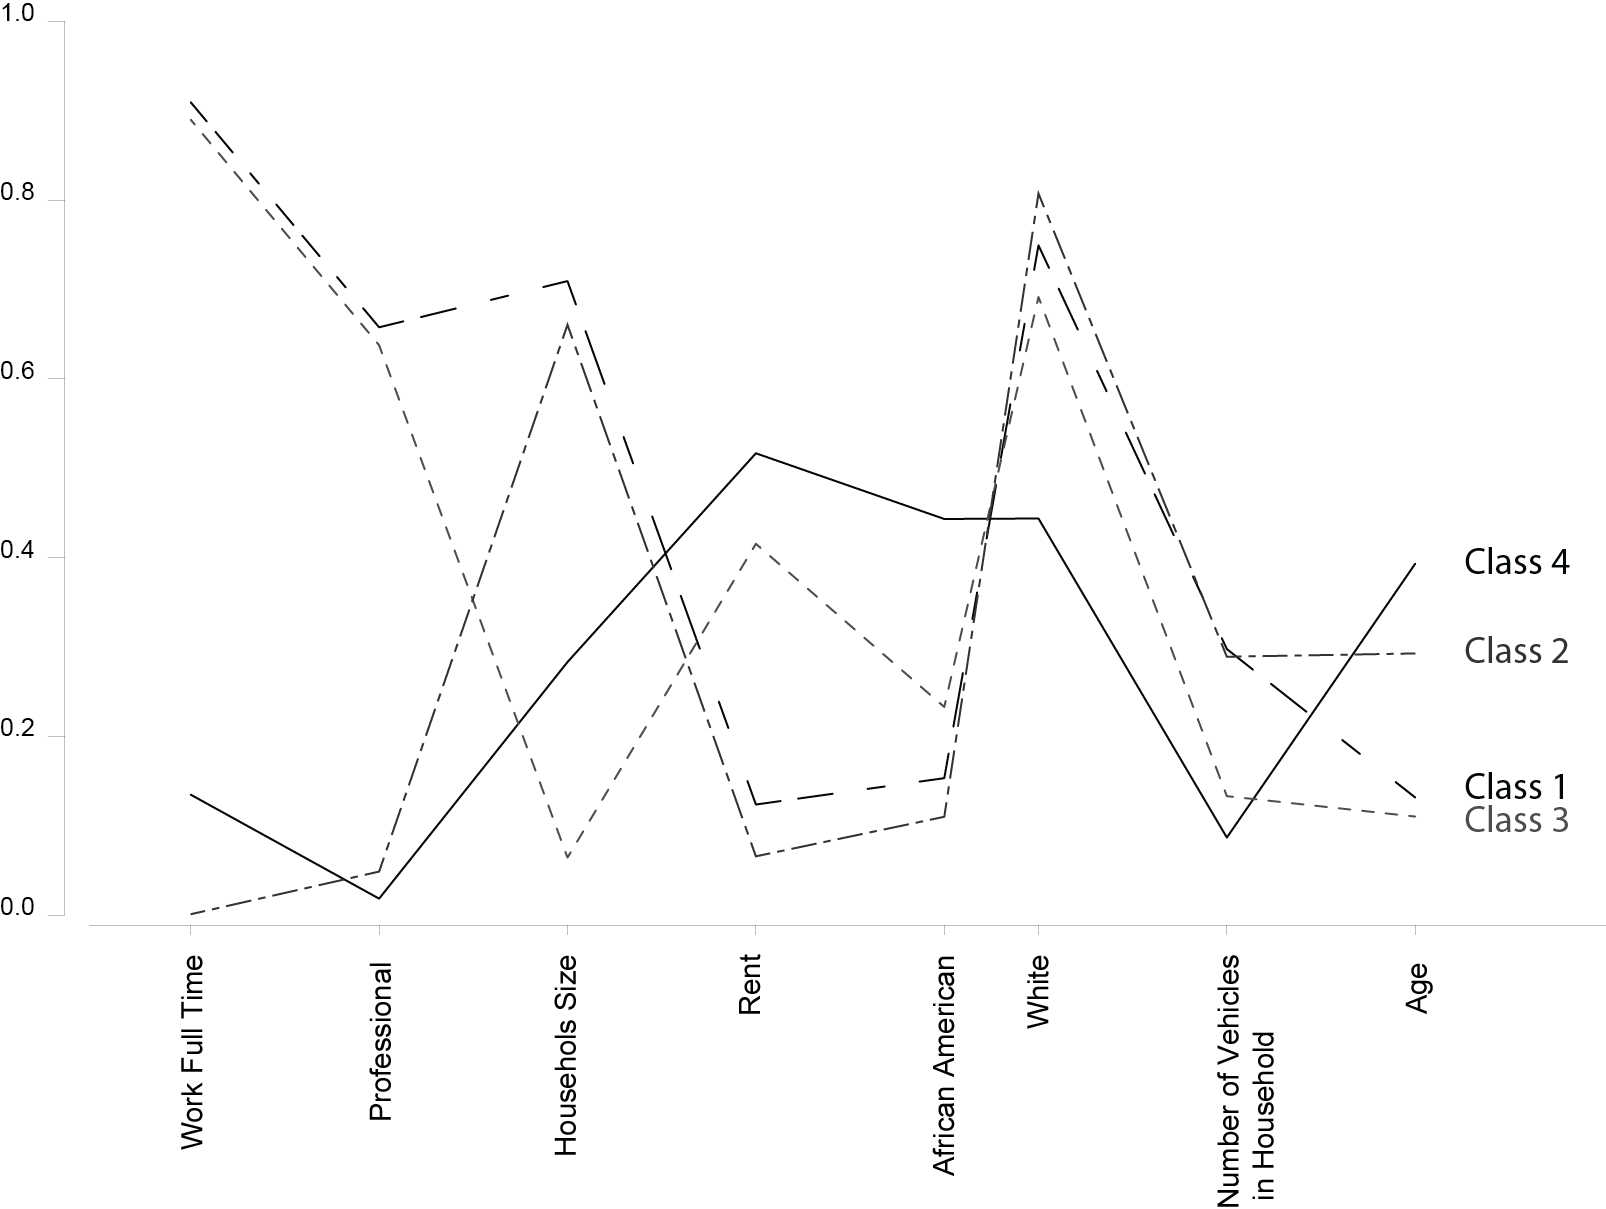 1.0
0.8
0.6
0.4
0.2
0.0
Class 4
Class 2
Class 1
Class 3
Work Full Time
Professional
Househols Size
Rent
African American
White
Number of Vehicles
in Household
Age